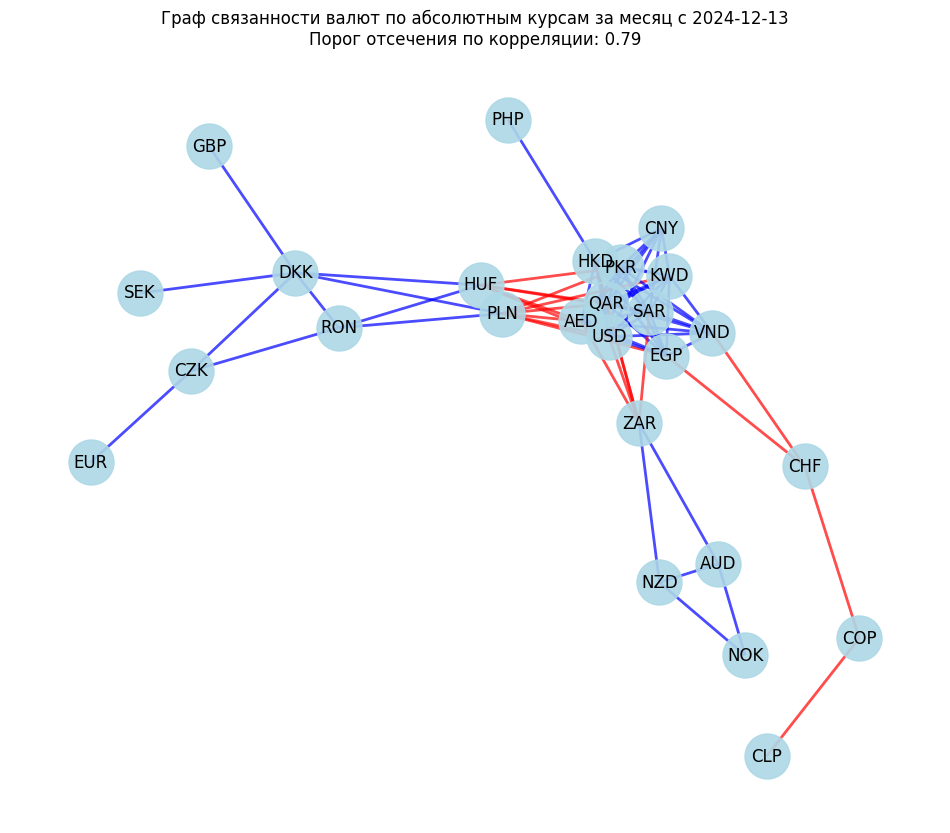 Граф связанности валют по абсолютным курсам за месяц с 2024-12-13
Порог отсечения по корреляции: 0.79
PHP
GBP
CNY
HKD
PKR
DKK
KWD
HUF
SEK
QAR
PLN
SAR
AED
RON
VND
USD
EGP
CZK
ZAR
EUR
CHF
AUD
NZD
COP
NOK
CLP